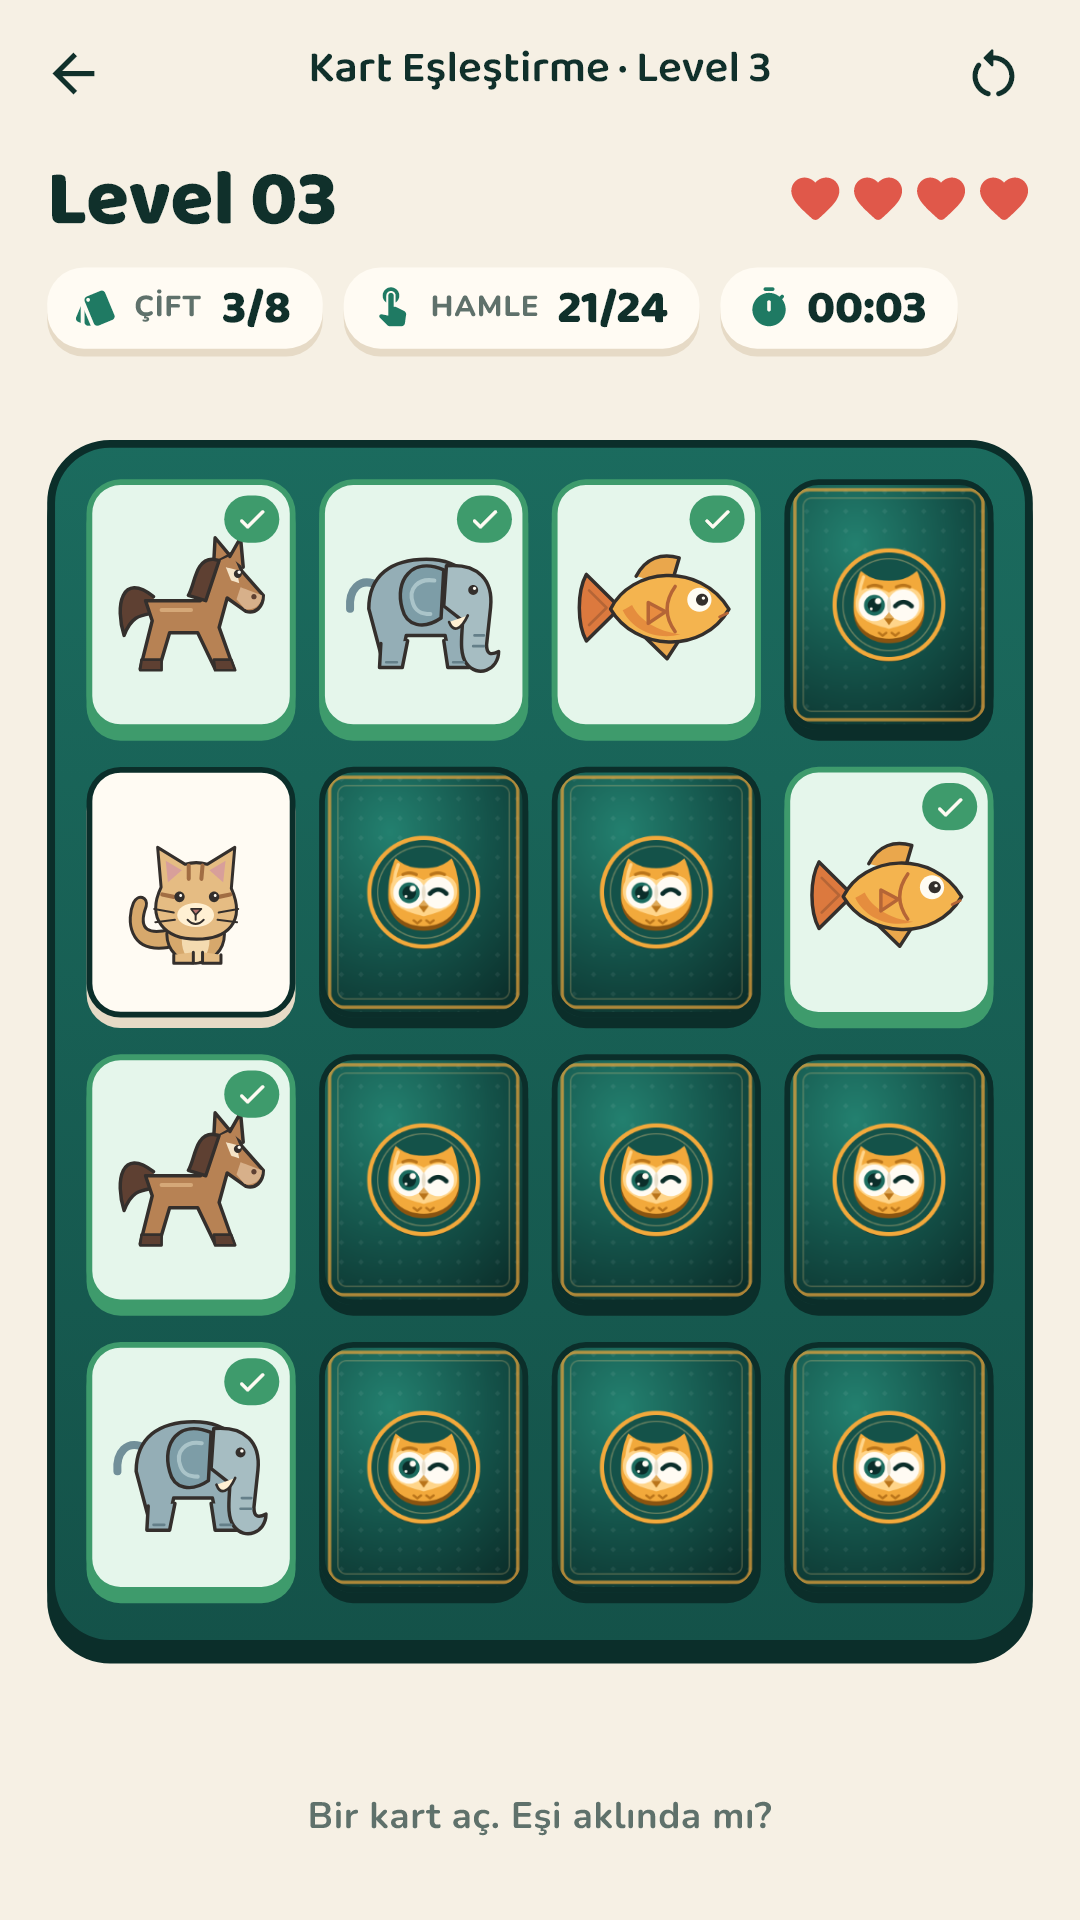 Kart Eşleştirme · Level 3
Level 03
ÇİFT 3/8
HAMLE 21/24
00:03
Bir kart aç. Eşi aklında mı?